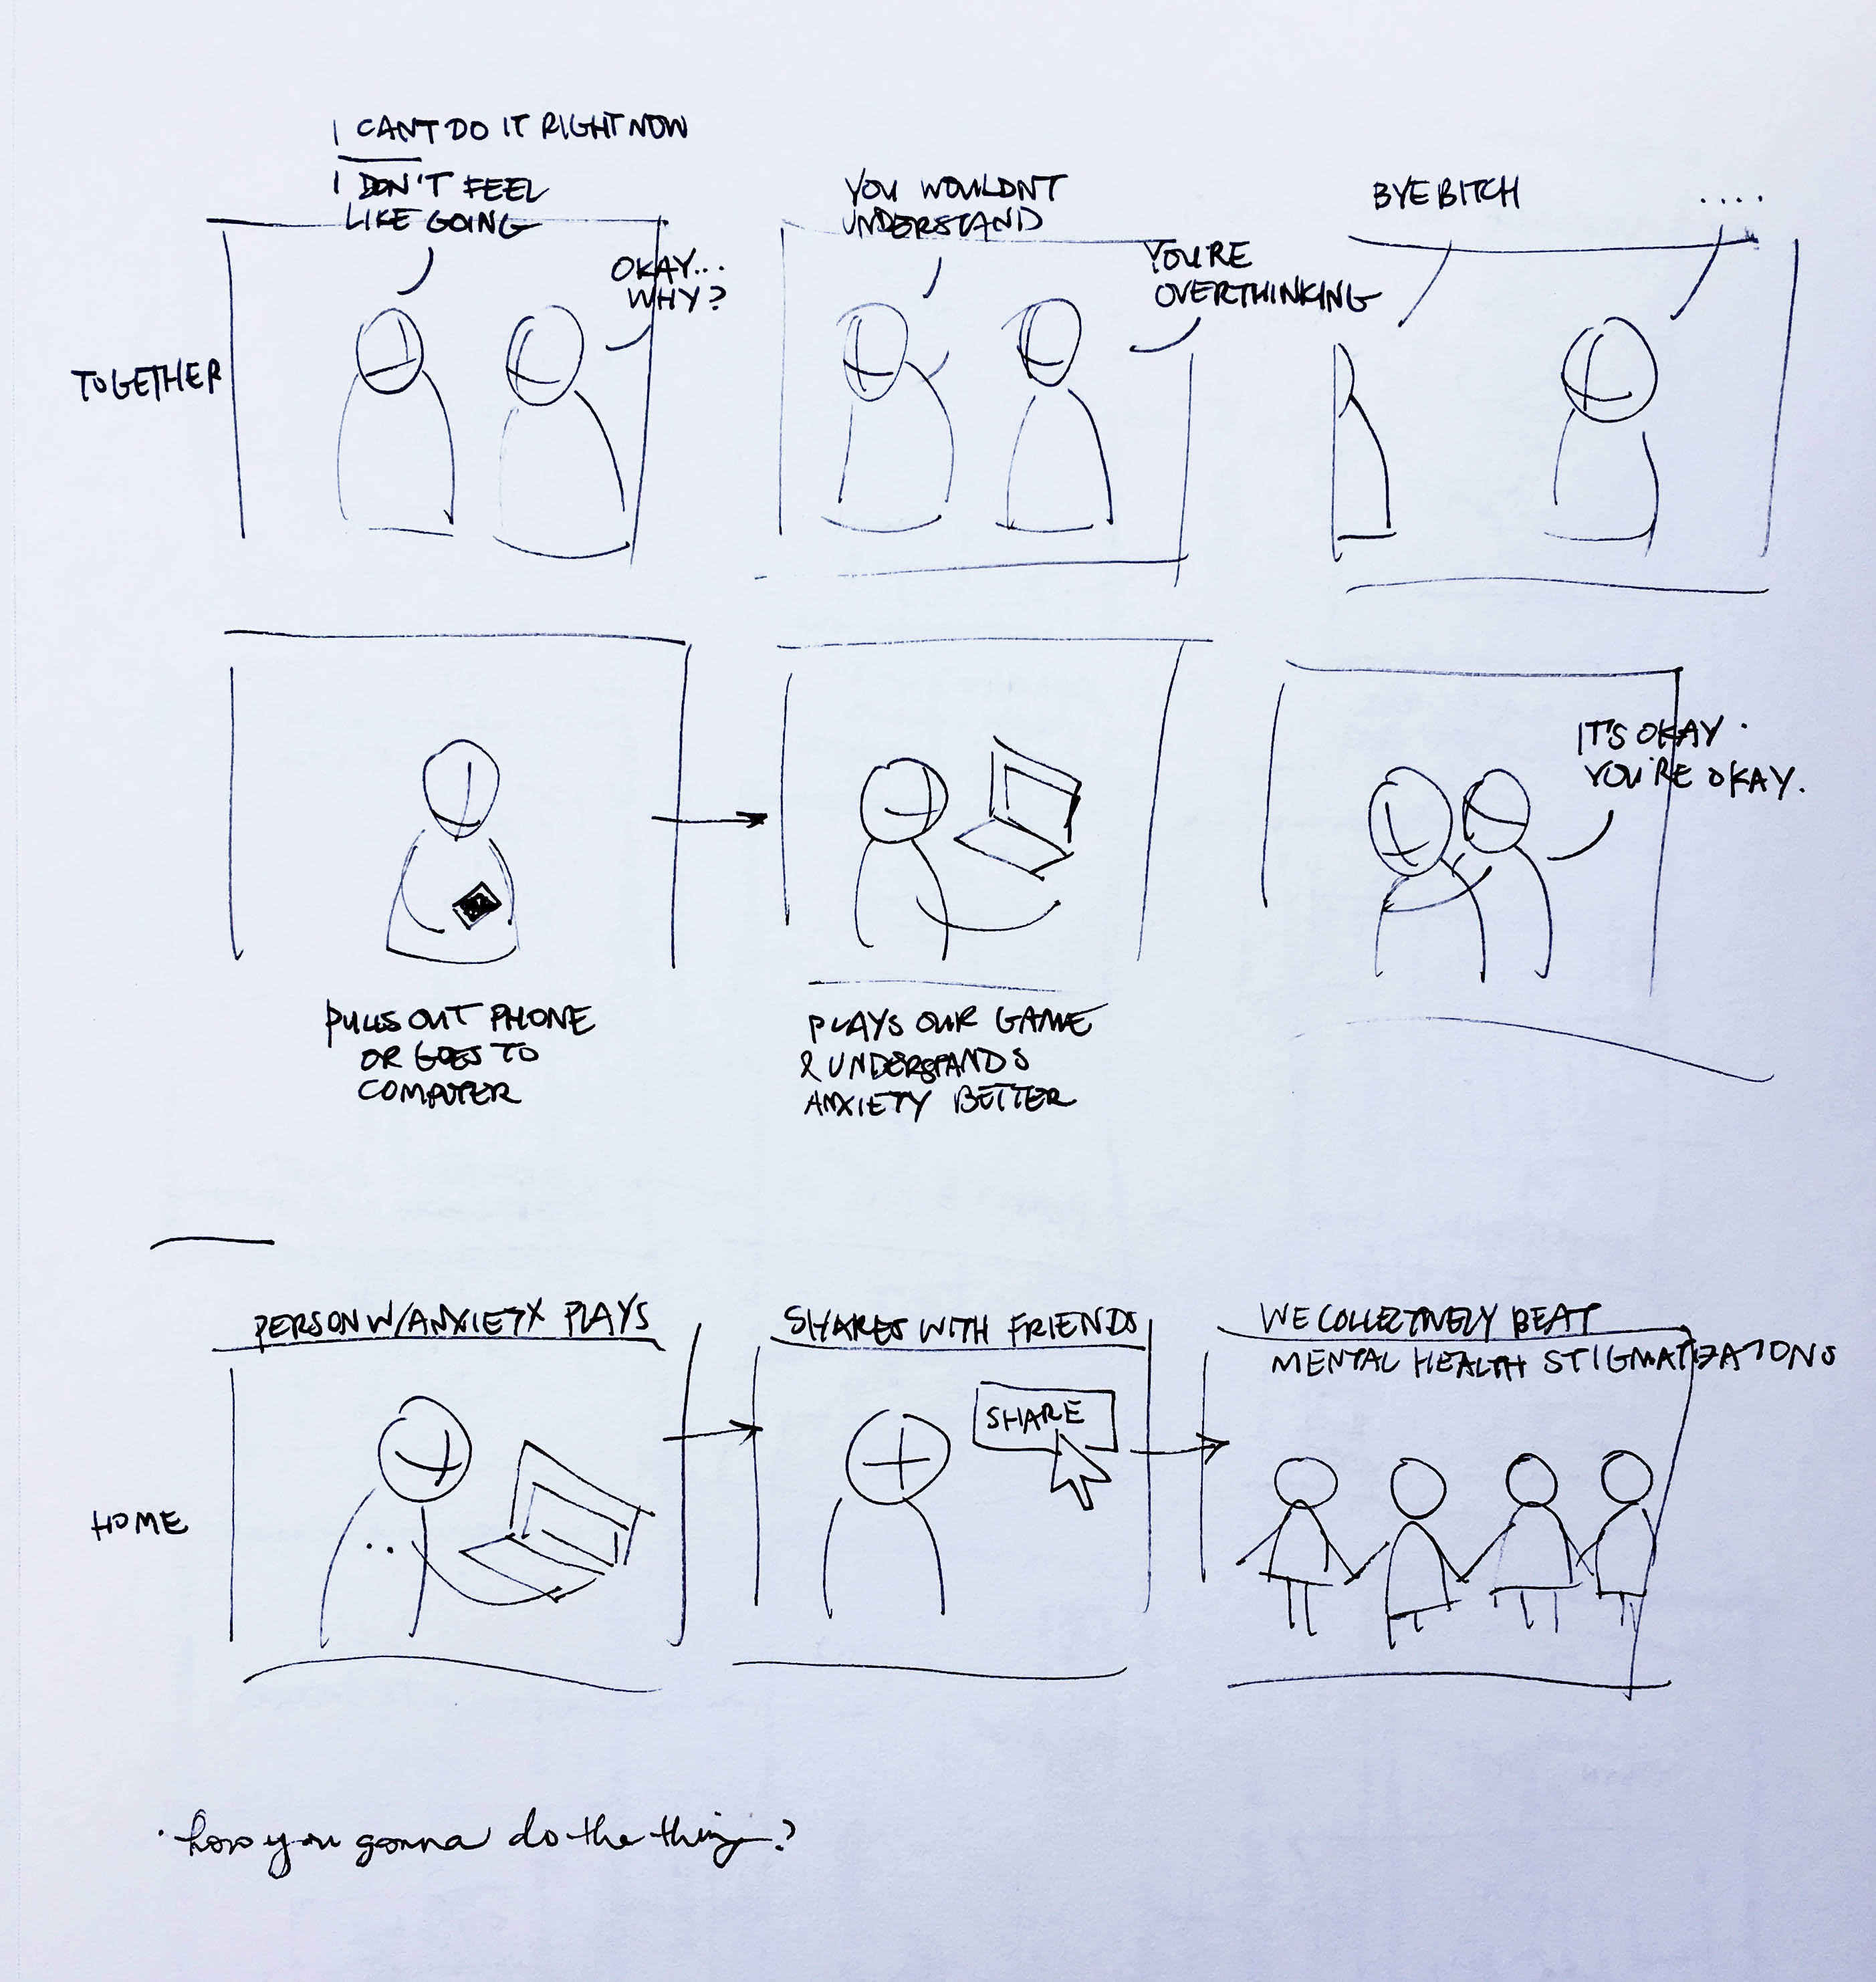 I CANT DO IT RIGHT NOW
I DON'T FEEL
LIKE GOING
OKAY...
WHY?
YOU WOULDNT
UNDERSTAND
YOU'RE
OVERTHINKING
BYE BITCH
....
TOGETHER
IT'S OKAY.
YOU'RE OKAY.
PULLS OUT PHONE
OR GOES TO
COMPUTER
PLAYS OUR GAME
& UNDERSTANDS
ANXIETY BETTER
PERSON W/ANXIETY PLAYS
SHARES WITH FRIENDS
WE COLLECTIVELY BEAT
MENTAL HEALTH STIGMATIZATIONS
SHARE
HOME
· how you gonna do the thing?